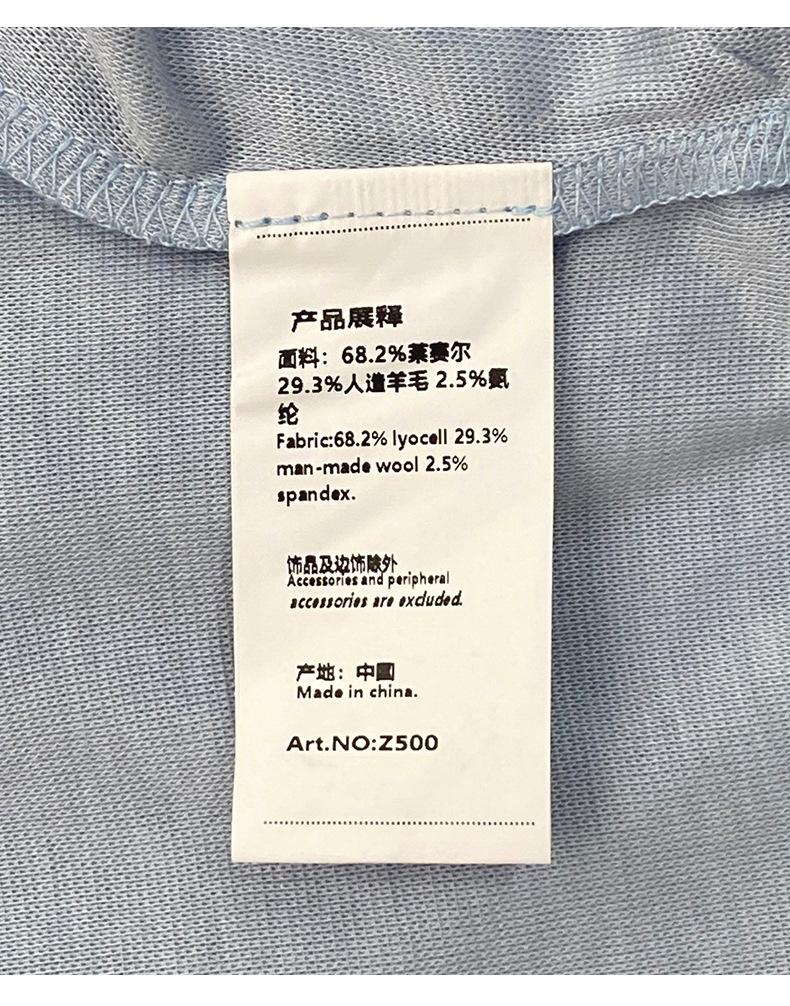 产品展释
面料：68.2%莱赛尔
29.3%人造羊毛 2.5%氨
纶
Fabric:68.2% lyocell 29.3%
man-made wool 2.5%
spandex.
饰品及边饰除外
Accessories and peripheral
accessories are excluded.
产地：中國
Made in china.
Art.NO:Z500